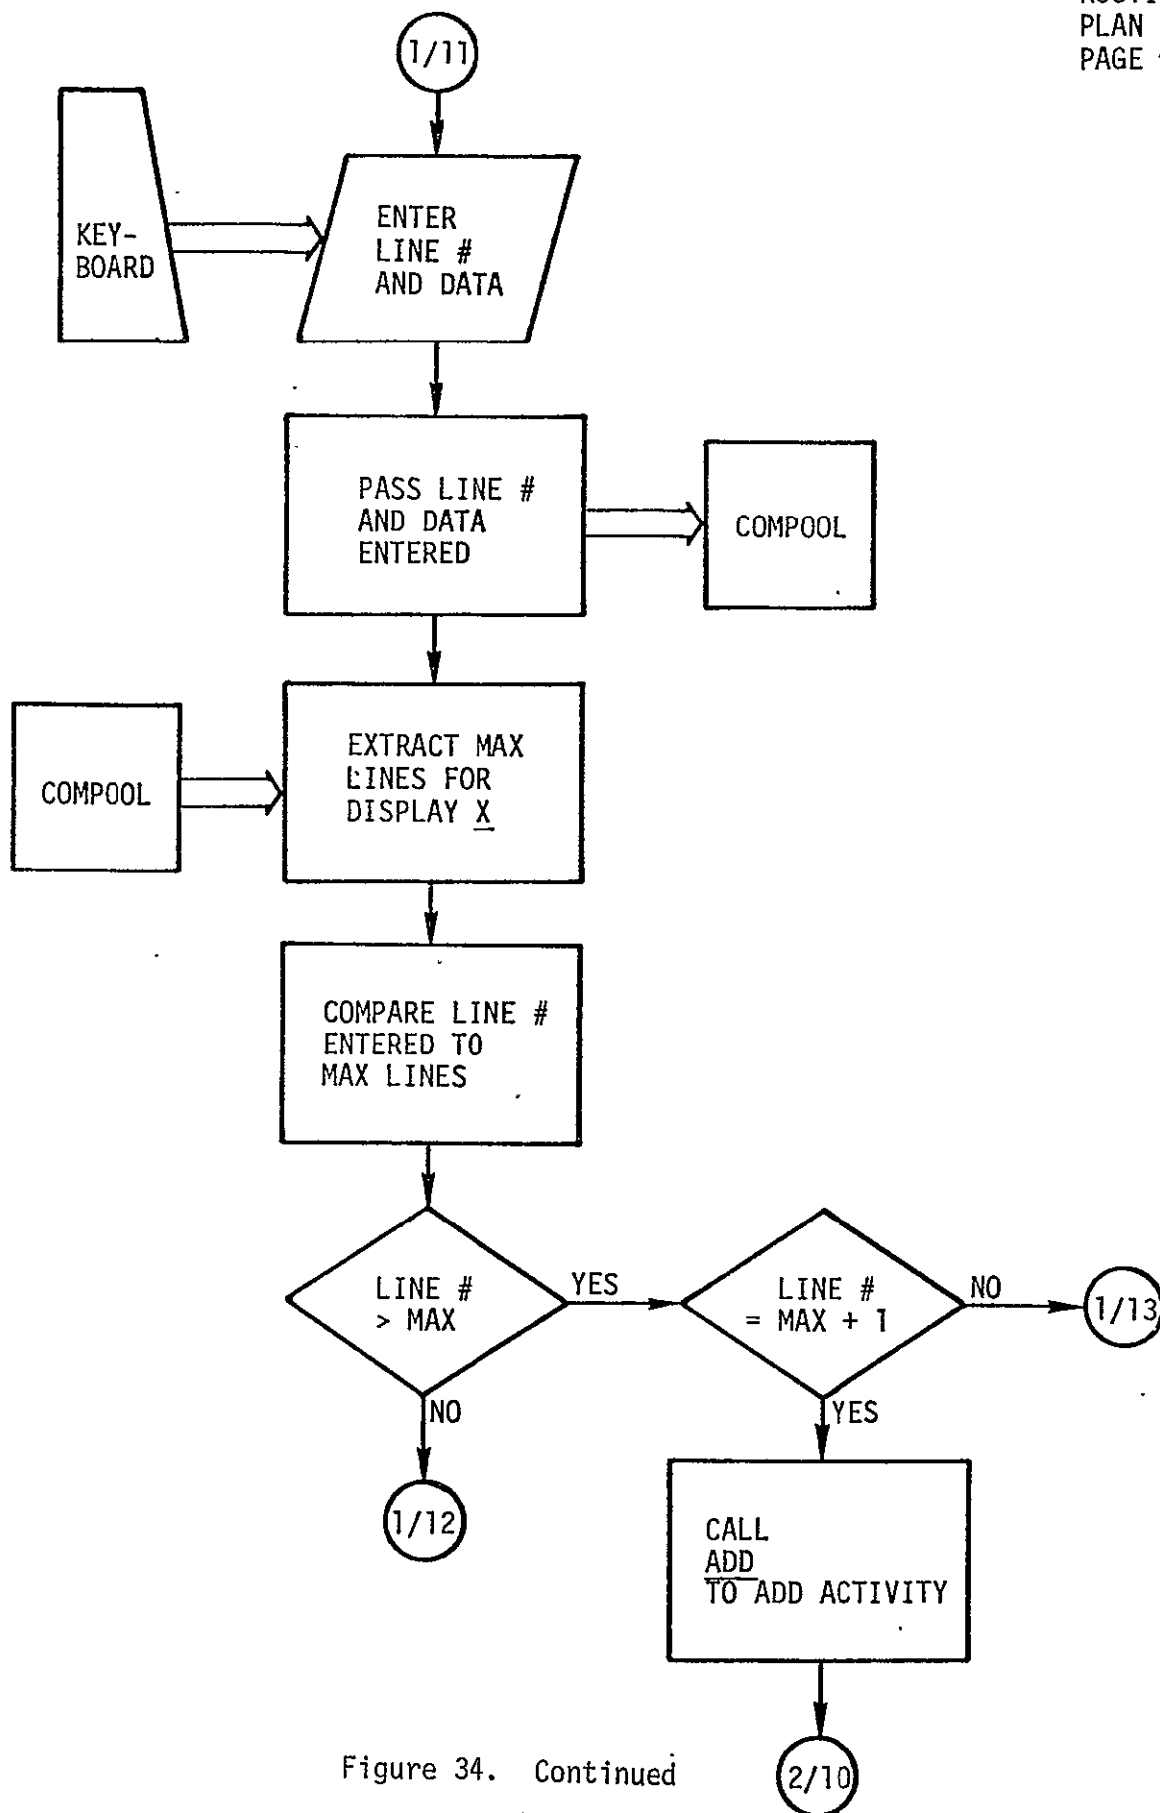 PLAN
PAGE
1/11
KEY-
BOARD
ENTER
LINE #
AND DATA
PASS LINE #
AND DATA
ENTERED
COMPOOL
COMPOOL
EXTRACT MAX
LINES FOR
DISPLAY X
COMPARE LINE #
ENTERED TO
MAX LINES
LINE #
> MAX
YES
LINE #
= MAX + 1
NO
1/13
NO
YES
1/12
CALL
ADD
TO ADD ACTIVITY
Figure 34. Continued
2/10